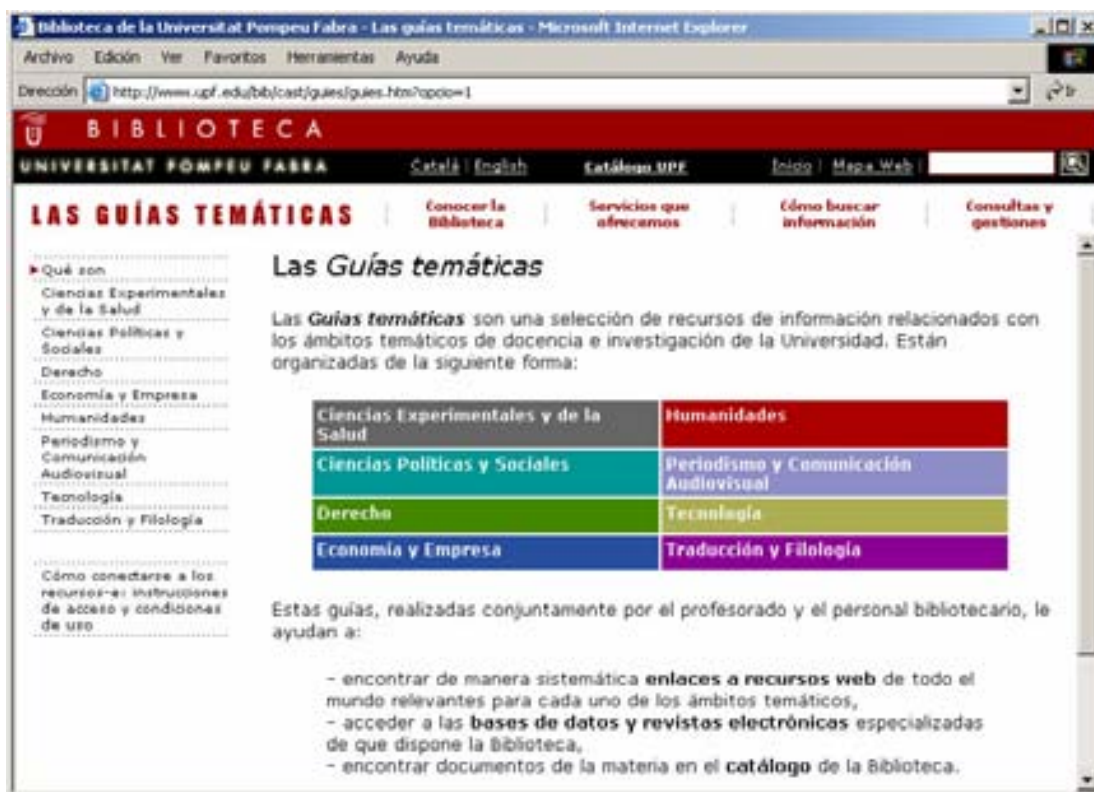 Biblioteca de la Universitat Pompeu Fabra - Las guías temáticas - Microsoft Internet Explorer
Archivo Edición Ver Favoritos Herramientas Ayuda
Dirección http://www.upf.edu/bib/cast/guies/guies.htm?opcio=1 Ir
BIBLIOTECA
UNIVERSITAT POMPEU FABRA Català | English Catálogo UPF Inicio | Mapa Web
LAS GUÍAS TEMÁTICAS
Conocer la
Biblioteca
Servicios que
ofrecemos
Cómo buscar
información
Consultas y
gestiones
Qué son
Ciencias Experimentales
y de la Salud
Ciencias Políticas y
Sociales
Derecho
Economía y Empresa
Humanidades
Periodismo y
Comunicación
Audiovisual
Tecnología
Traducción y Filología
Cómo conectarse a los
recursos-e: instrucciones
de acceso y condiciones
de uso
Las Guías temáticas
Las Guías temáticas son una selección de recursos de información relacionados con
los ámbitos temáticos de docencia e investigación de la Universidad. Están
organizadas de la siguiente forma:
Ciencias Experimentales y de la
Salud
Humanidades
Ciencias Políticas y Sociales
Periodismo y Comunicación
Audiovisual
Derecho
Tecnología
Economía y Empresa
Traducción y Filología
Estas guías, realizadas conjuntamente por el profesorado y el personal bibliotecario, le
ayudan a:
- encontrar de manera sistemática enlaces a recursos web de todo el
mundo relevantes para cada uno de los ámbitos temáticos,
- acceder a las bases de datos y revistas electrónicas especializadas
de que dispone la Biblioteca,
- encontrar documentos de la materia en el catálogo de la Biblioteca.